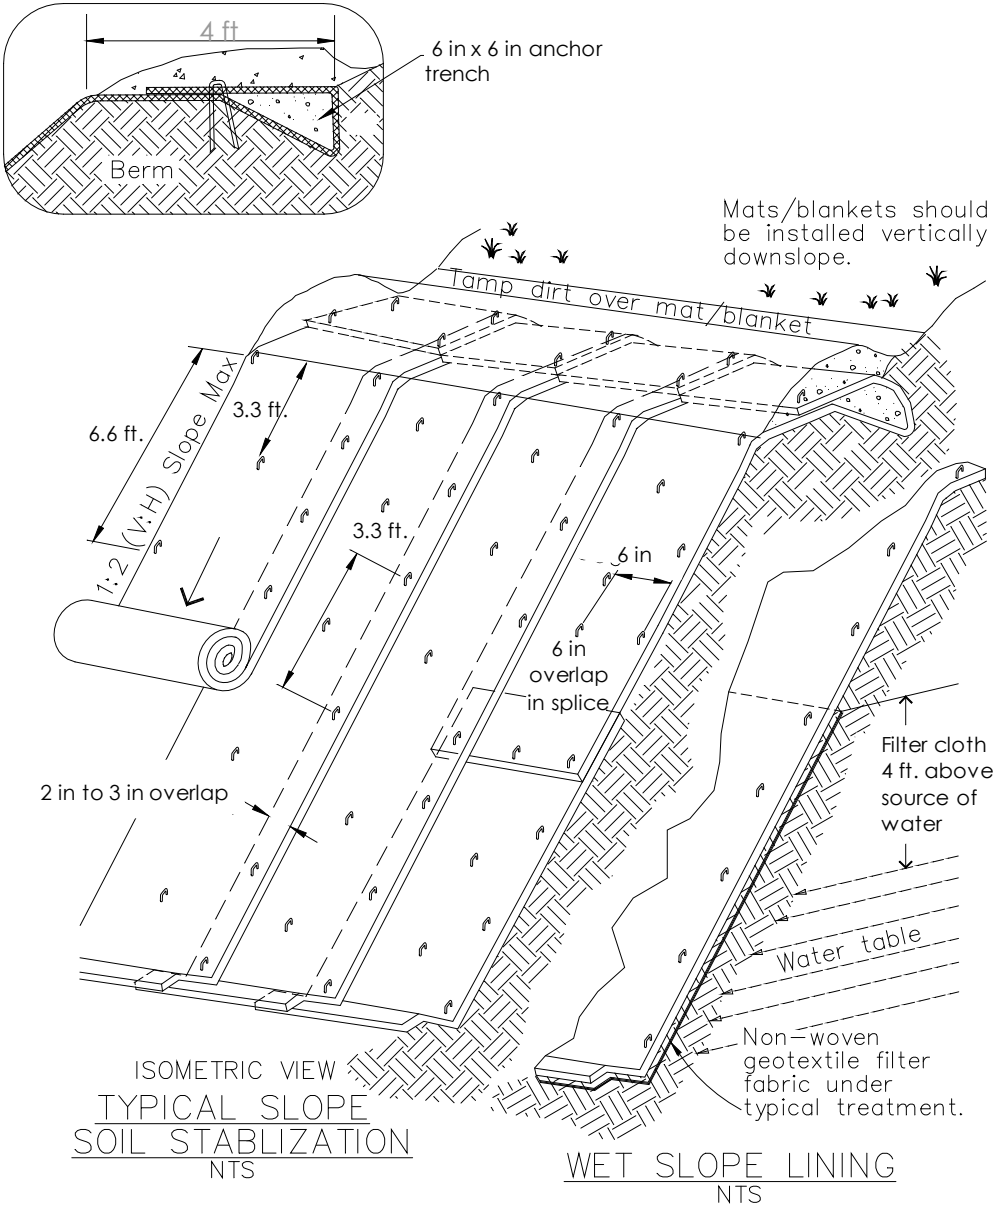 4 ft
6 in x 6 in anchor
trench
Berm
Mats/blankets should
be installed vertically
downslope.
Tamp dirt over mat/blanket
6.6 ft.
1:2 (V:H) Slope Max
3.3 ft.
3.3 ft.
6 in
6 in
overlap
in splice
2 in to 3 in overlap
Filter cloth
4 ft. above
source of
water
Water table
Non-woven
geotextile filter
fabric under
typical treatment.
ISOMETRIC VIEW
TYPICAL SLOPE
SOIL STABLIZATION
NTS
WET SLOPE LINING
NTS